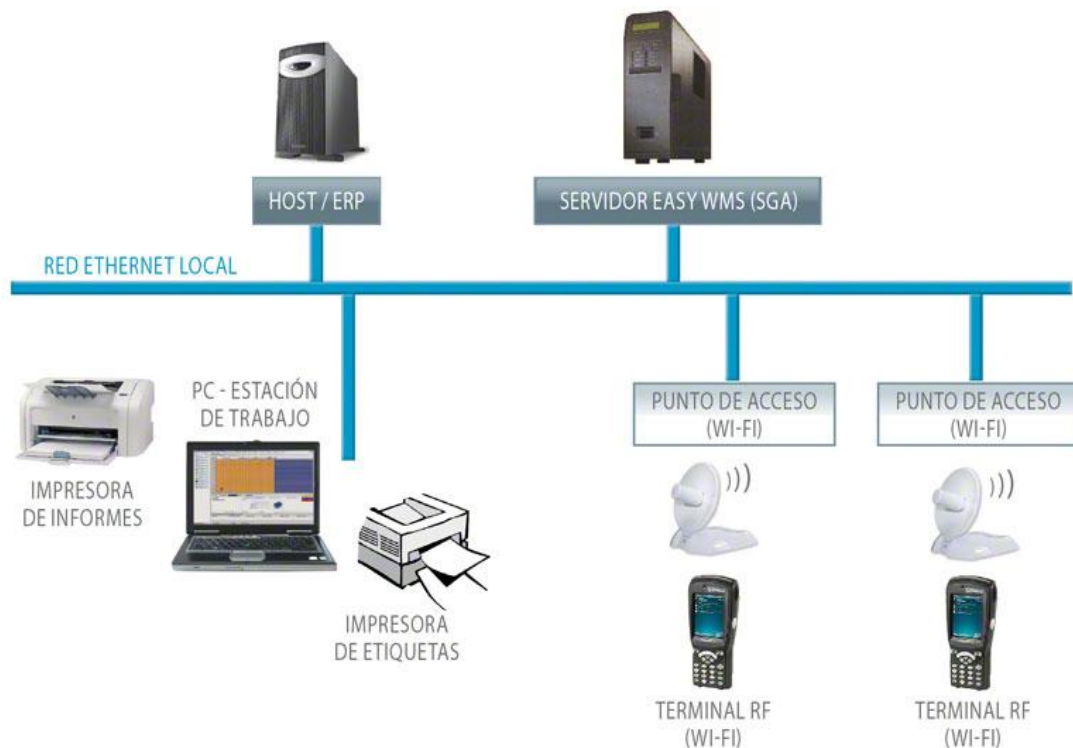 HOST / ERP
SERVIDOR EASY WMS (SGA)
RED ETHERNET LOCAL
PC - ESTACIÓN
DE TRABAJO
IMPRESORA
DE INFORMES
IMPRESORA
DE ETIQUETAS
PUNTO DE ACCESO
(WI-FI)
PUNTO DE ACCESO
(WI-FI)
TERMINAL RF
(WI-FI)
TERMINAL RF
(WI-FI)